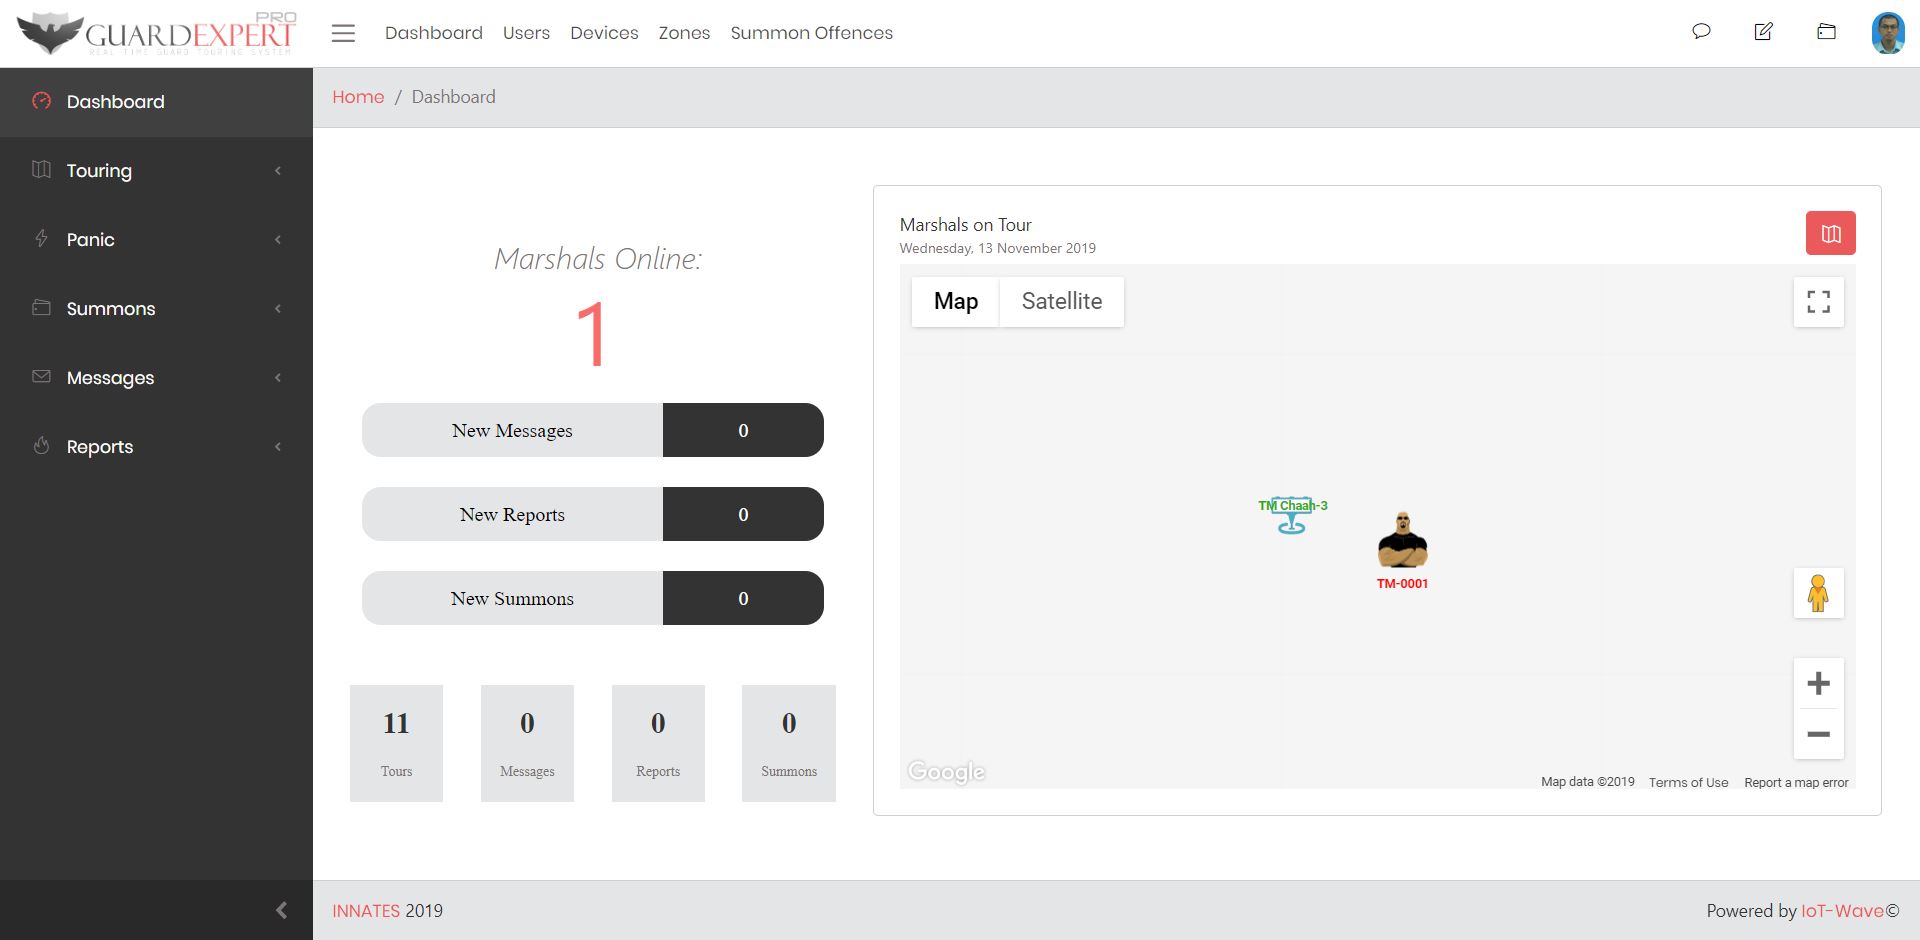 GUARDEXPERT PRO
REAL TIME GUARD TOURING SYSTEM
Dashboard Users Devices Zones Summon Offences
Dashboard
Touring
Panic
Summons
Messages
Reports
Home / Dashboard
Marshals Online:
1
New Messages 0
New Reports 0
New Summons 0
11 0 0 0
Tours Messages Reports Summons
Marshals on Tour
Wednesday, 13 November 2019
Map Satellite
TM Chaah-3
TM-0001
Google
Map data ©2019 Terms of Use Report a map error
INNATES 2019
Powered by IoT-Wave©